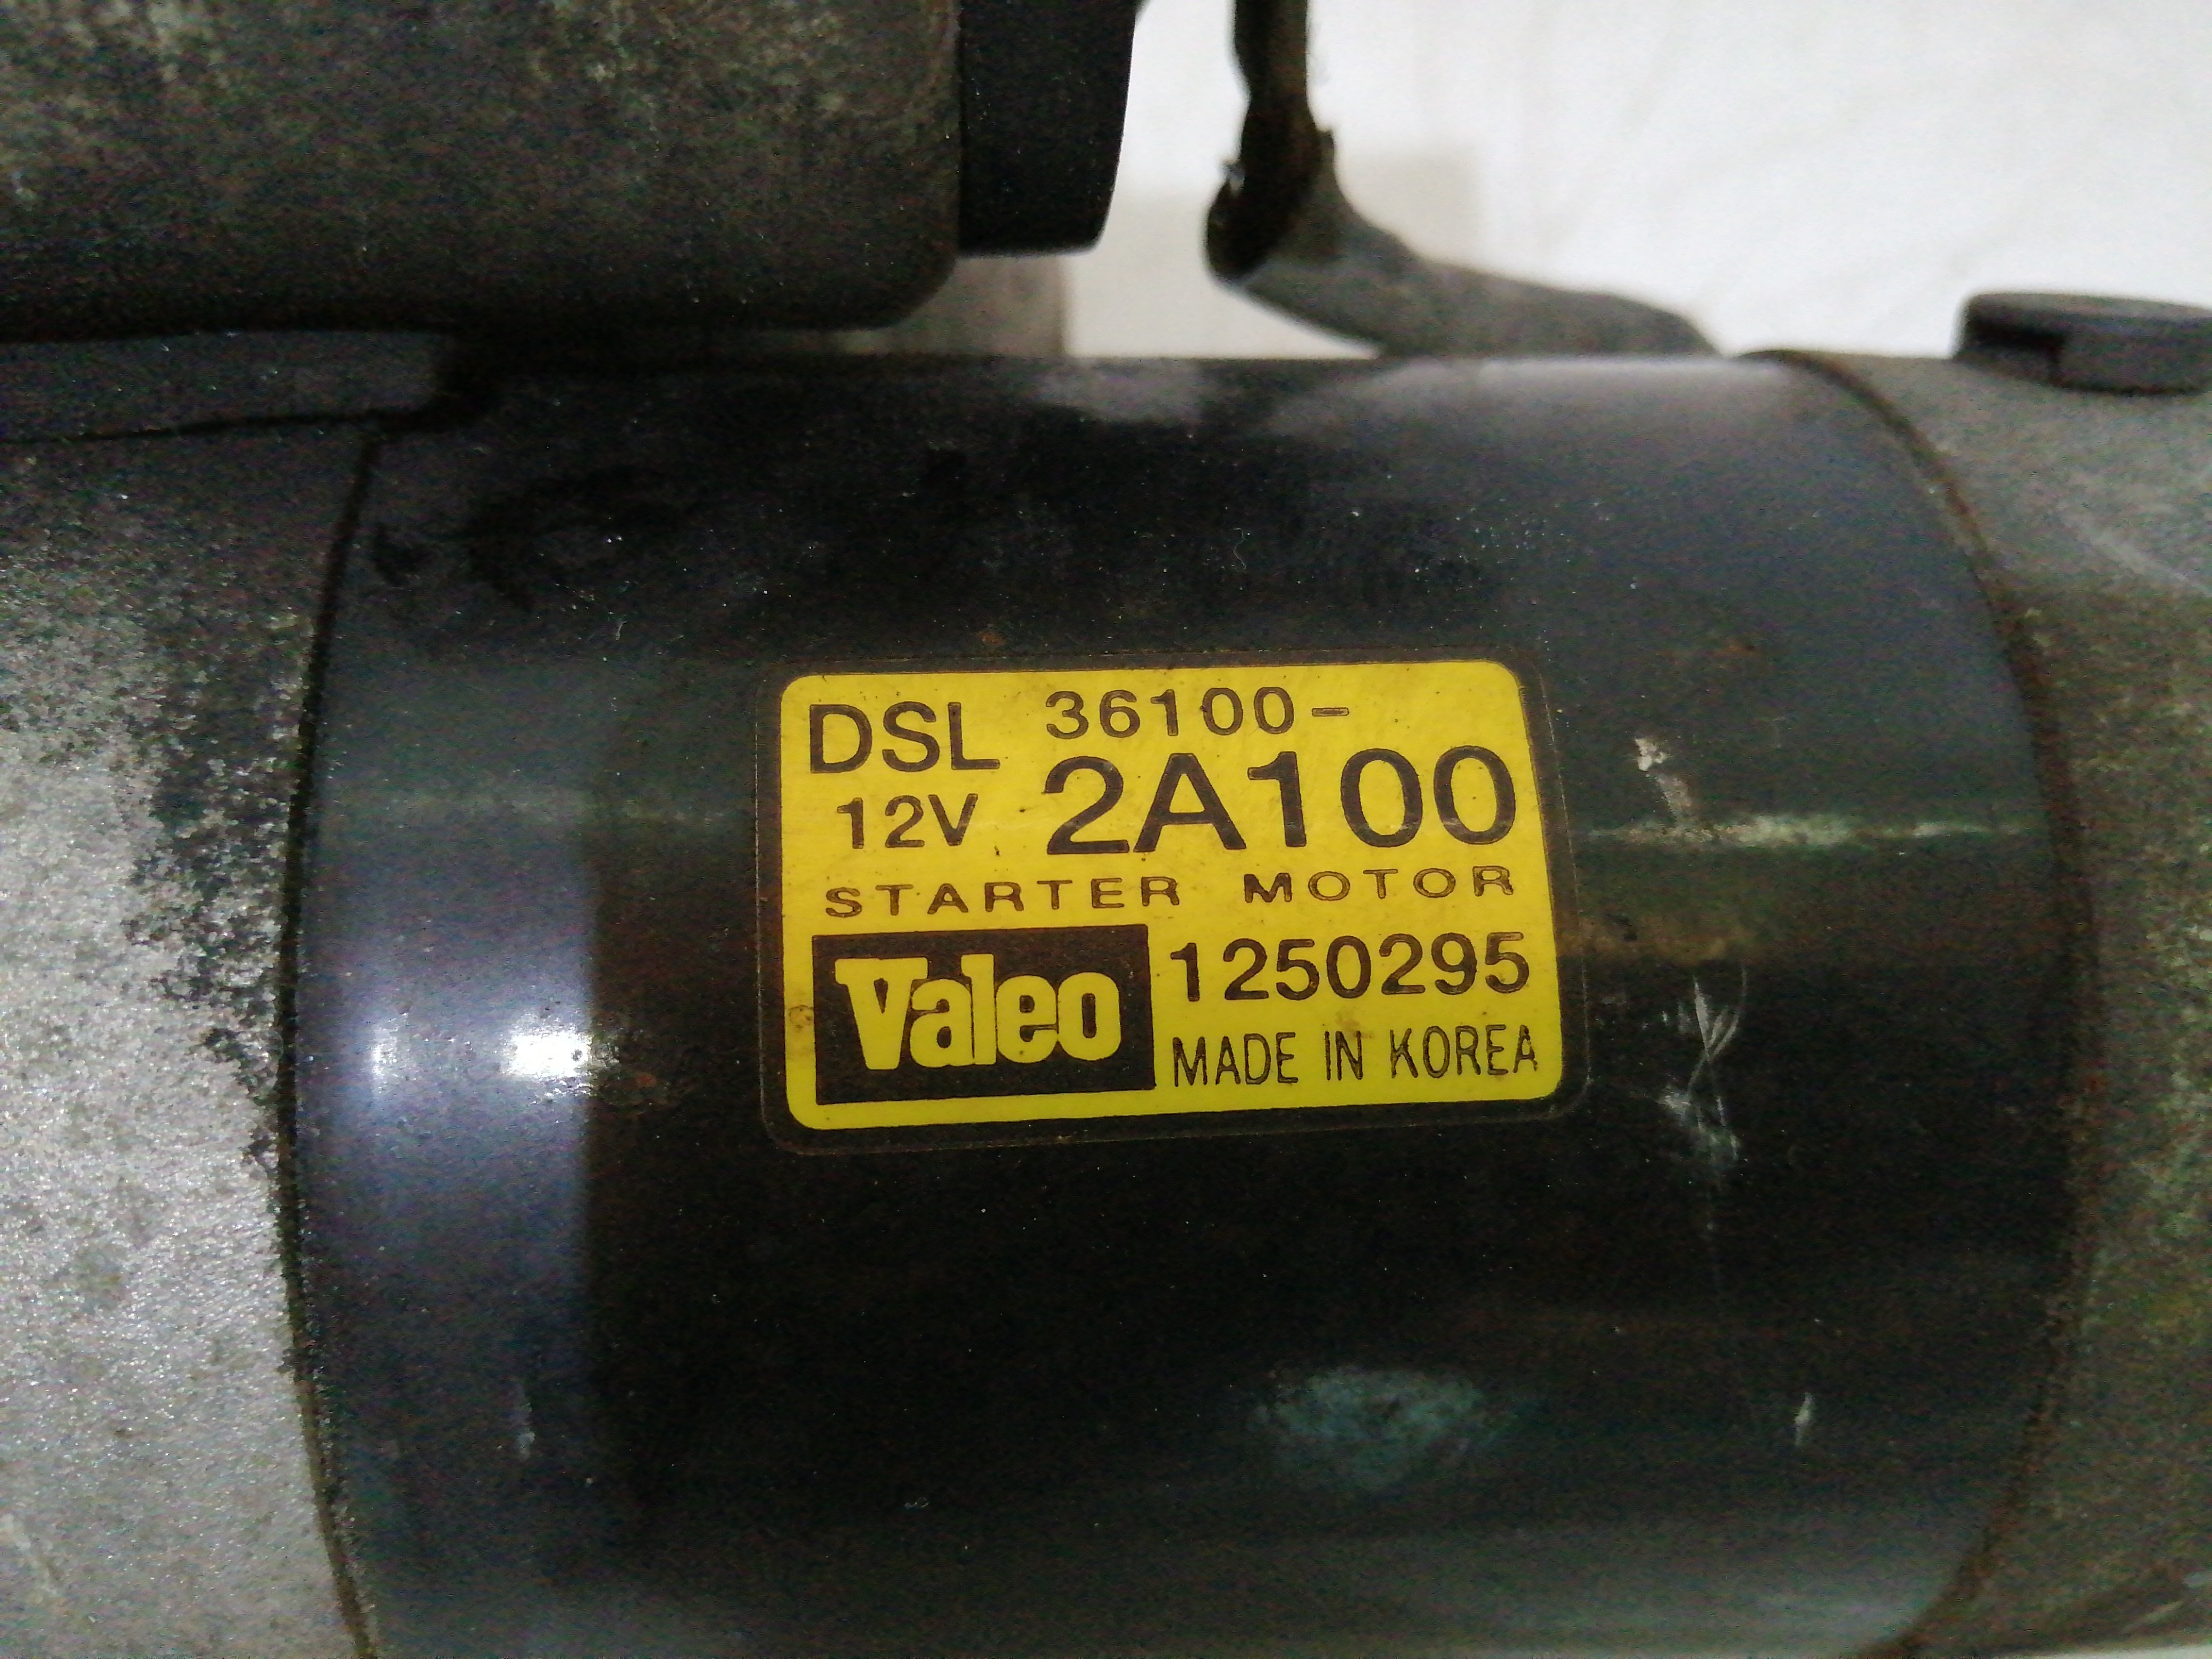 DSL 36100-
12V 2A100
STARTER MOTOR
Valeo 1250295
MADE IN KOREA